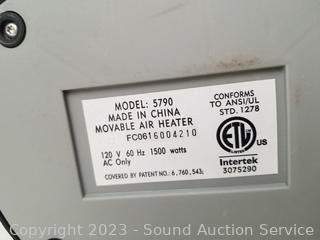 MODEL: 5790
MADE IN CHINA
MOVABLE AIR HEATER
FC0616004210
120 V 60 Hz 1500 watts
AC Only
COVERED BY PATENT NO.: 6,760,543;
CONFORMS
TO ANSI/UL
STD. 1278
ETL
US
Intertek
3075290
Copyright © 2023 - Sound Auction Service